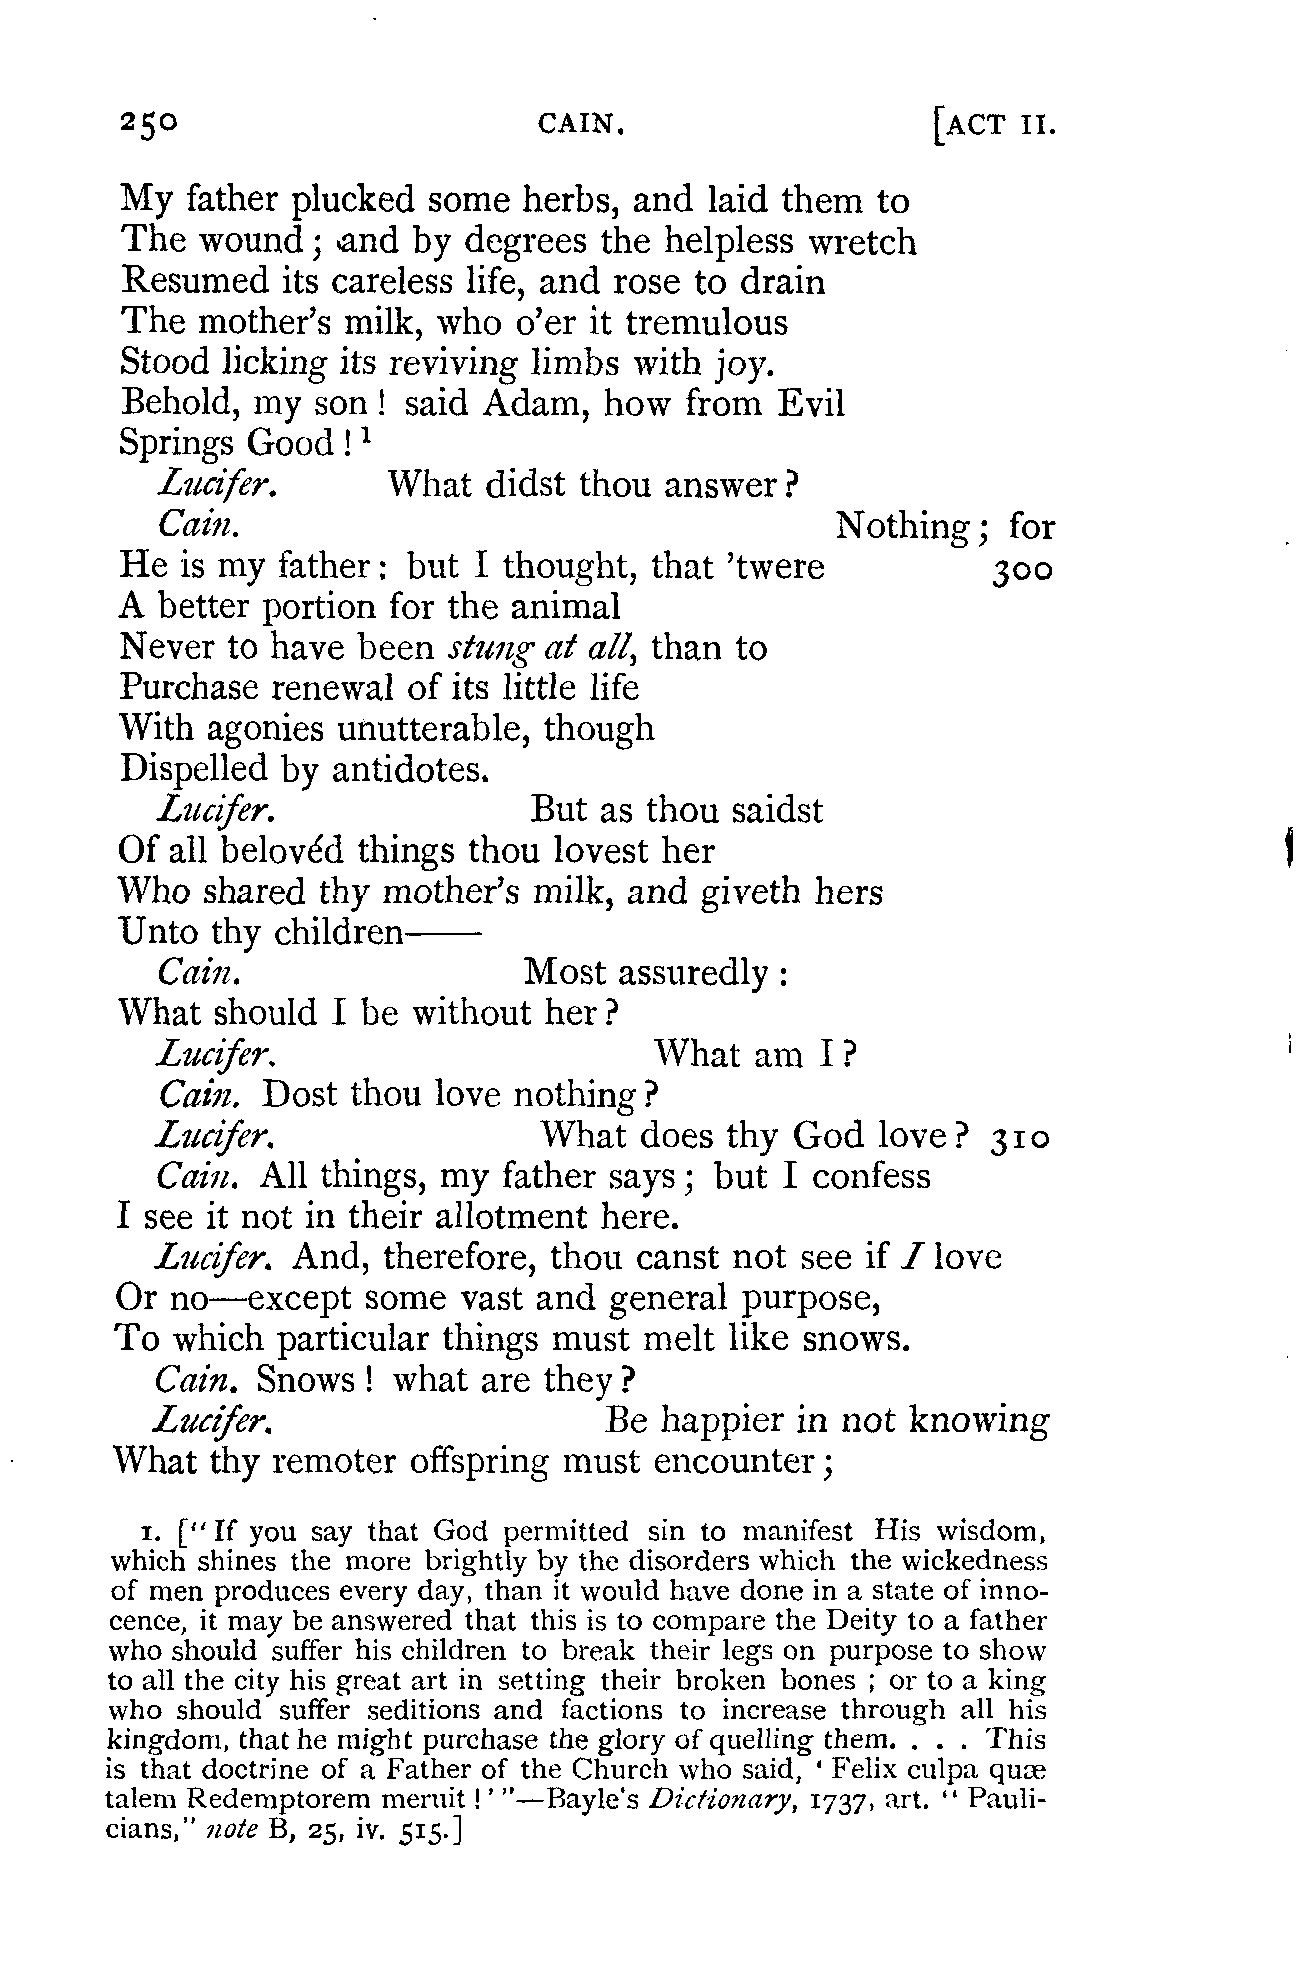 250 CAIN. [ACT II.
My father plucked some herbs, and laid them to
The wound; and by degrees the helpless wretch
Resumed its careless life, and rose to drain
The mother's milk, who o'er it tremulous
Stood licking its reviving limbs with joy.
Behold, my son! said Adam, how from Evil
Springs Good!¹
Lucifer. What didst thou answer?
Cain. Nothing; for
He is my father: but I thought, that 'twere 300
A better portion for the animal
Never to have been stung at all, than to
Purchase renewal of its little life
With agonies unutterable, though
Dispelled by antidotes.
Lucifer. But as thou saidst
Of all belovéd things thou lovest her
Who shared thy mother's milk, and giveth hers
Unto thy children——
Cain. Most assuredly:
What should I be without her?
Lucifer. What am I?
Cain. Dost thou love nothing?
Lucifer. What does thy God love? 310
Cain. All things, my father says; but I confess
I see it not in their allotment here.
Lucifer. And, therefore, thou canst not see if I love
Or no—except some vast and general purpose,
To which particular things must melt like snows.
Cain. Snows! what are they?
Lucifer. Be happier in not knowing
What thy remoter offspring must encounter;
1. ["If you say that God permitted sin to manifest His wisdom,
which shines the more brightly by the disorders which the wickedness
of men produces every day, than it would have done in a state of inno-
cence, it may be answered that this is to compare the Deity to a father
who should suffer his children to break their legs on purpose to show
to all the city his great art in setting their broken bones; or to a king
who should suffer seditions and factions to increase through all his
kingdom, that he might purchase the glory of quelling them. . . . This
is that doctrine of a Father of the Church who said, 'Felix culpa quæ
talem Redemptorem meruit!'"—Bayle's Dictionary, 1737, art. "Pauli-
cians," note B, 25, iv. 515.]